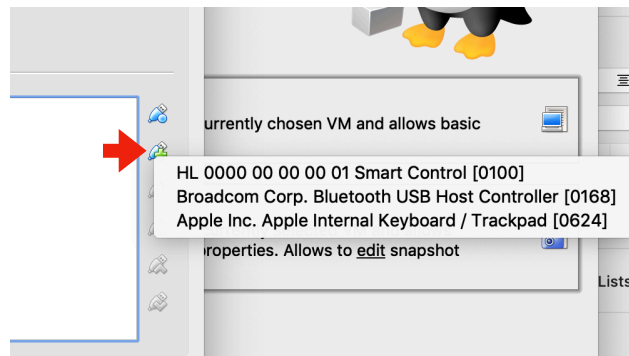 urrently chosen VM and allows basic
HL 0000 00 00 00 01 Smart Control [0100]
Broadcom Corp. Bluetooth USB Host Controller [0168]
Apple Inc. Apple Internal Keyboard / Trackpad [0624]
properties. Allows to edit snapshot
Lists